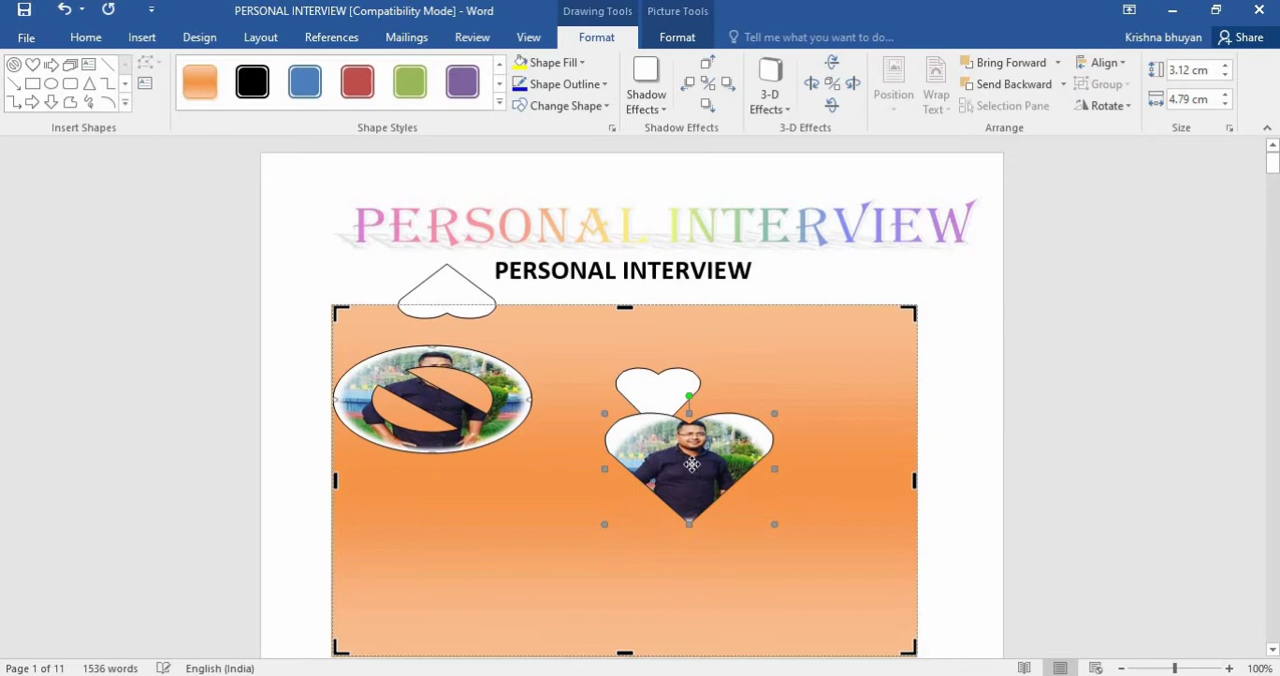 PERSONAL INTERVIEW [Compatibility Mode] - Word
Drawing Tools
Picture Tools
File
Home
Insert
Design
Layout
References
Mailings
Review
View
Format
Format
Tell me what you want to do...
Krishna bhuyan
Share
Shape Fill
Shape Outline
Change Shape
Shadow
Effects
3-D
Effects
Position
Wrap
Text
Bring Forward
Send Backward
Selection Pane
Align
Group
Rotate
3.12 cm
4.79 cm
Insert Shapes
Shape Styles
Shadow Effects
3-D Effects
Arrange
Size
PERSONAL INTERVIEW
PERSONAL INTERVIEW
Page 1 of 11
1536 words
English (India)
100%